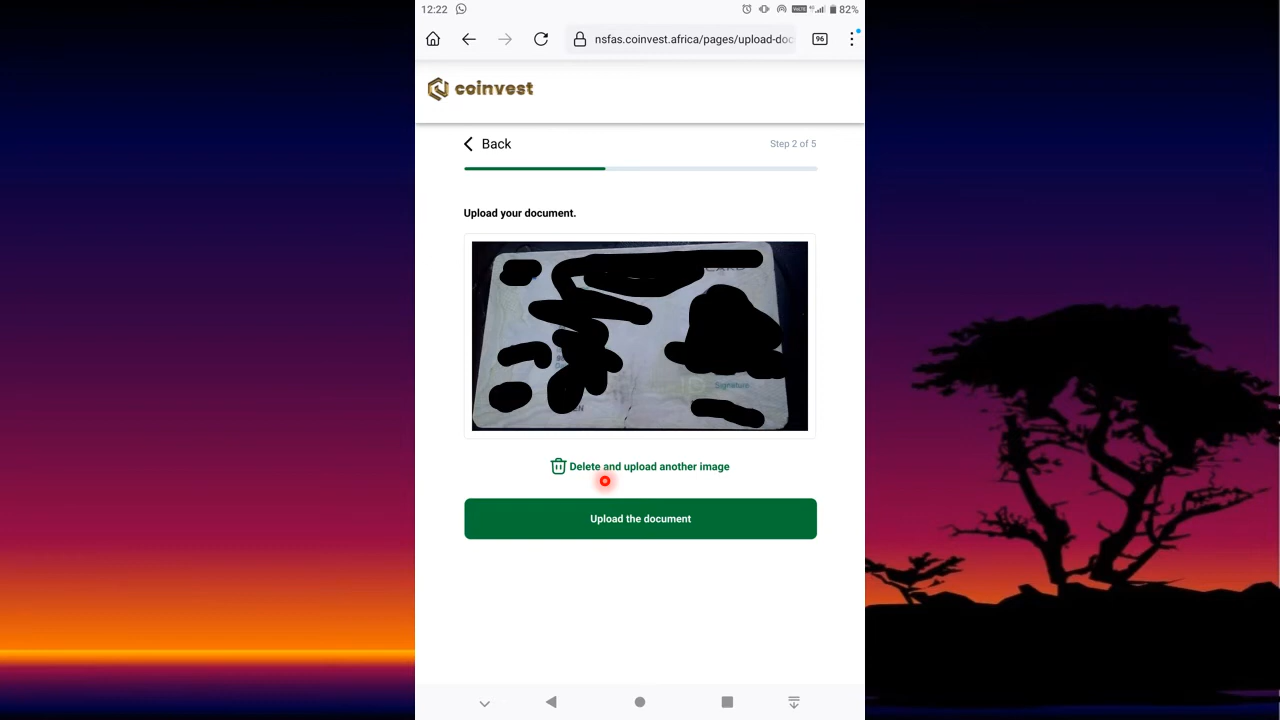 12:22 82%
nsfas.coinvest.africa/pages/upload-doc 96
coinvest
Back Step 2 of 5
Upload your document.
Signature
Delete and upload another image
Upload the document